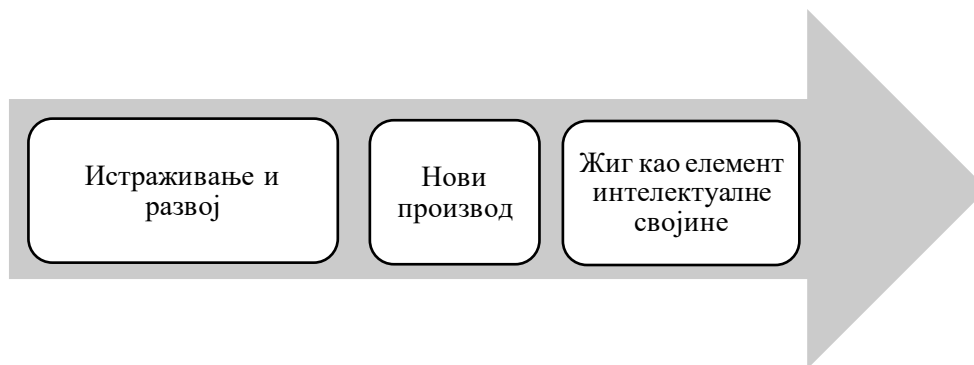 Истраживање и
развој
Нови
производ
Жиг као елемент
интелектуалне
својине